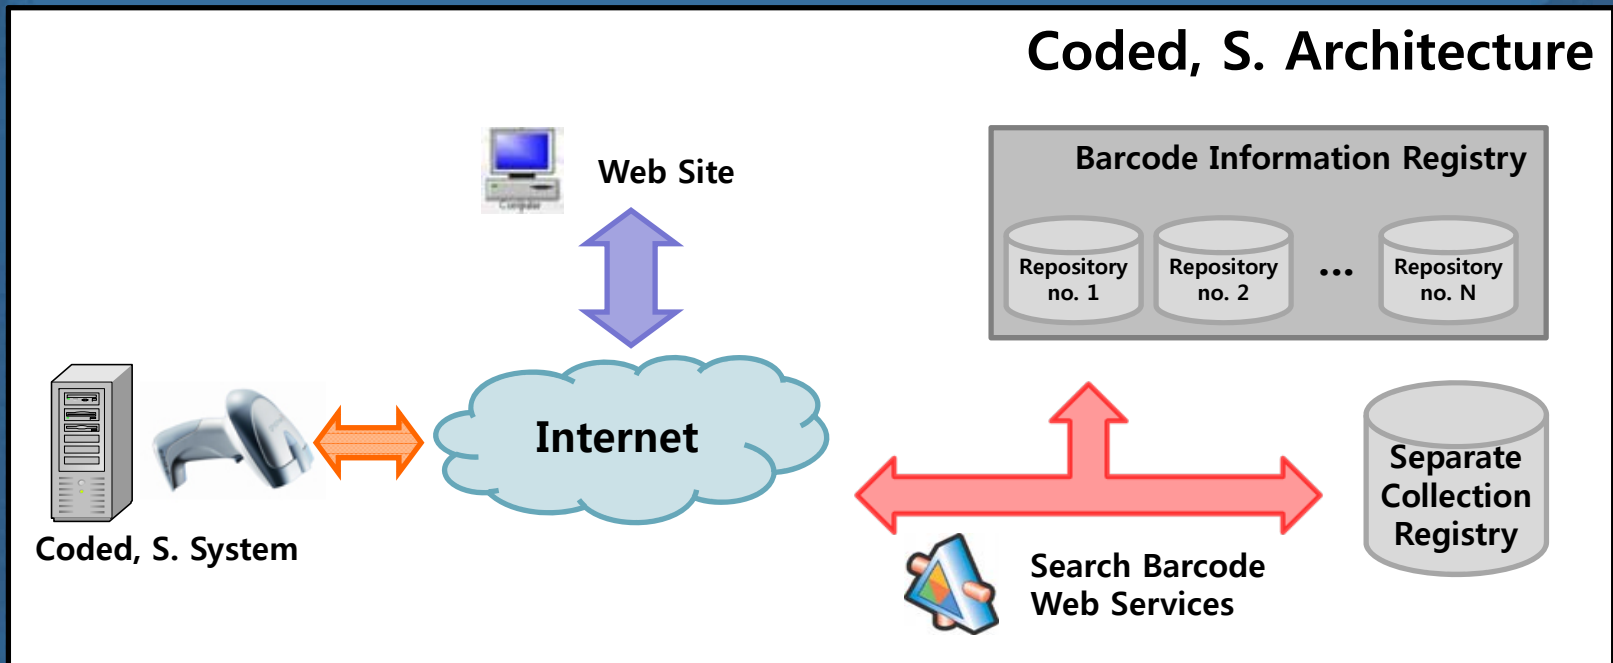 Coded, S. Architecture
Web Site
Computer
Barcode Information Registry
Repository
no. 1
Repository
no. 2
...
Repository
no. N
Internet
Coded, S. System
Search Barcode
Web Services
Separate
Collection
Registry